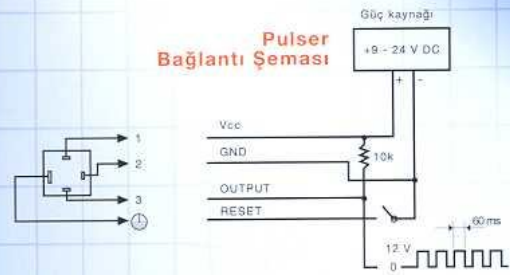 Pulser
Bağlantı Şeması
Güç kaynağı
+9 - 24 V DC
+ -
1
2
3
Vcc
GND
OUTPUT
RESET
10k
60 ms
12 V
0